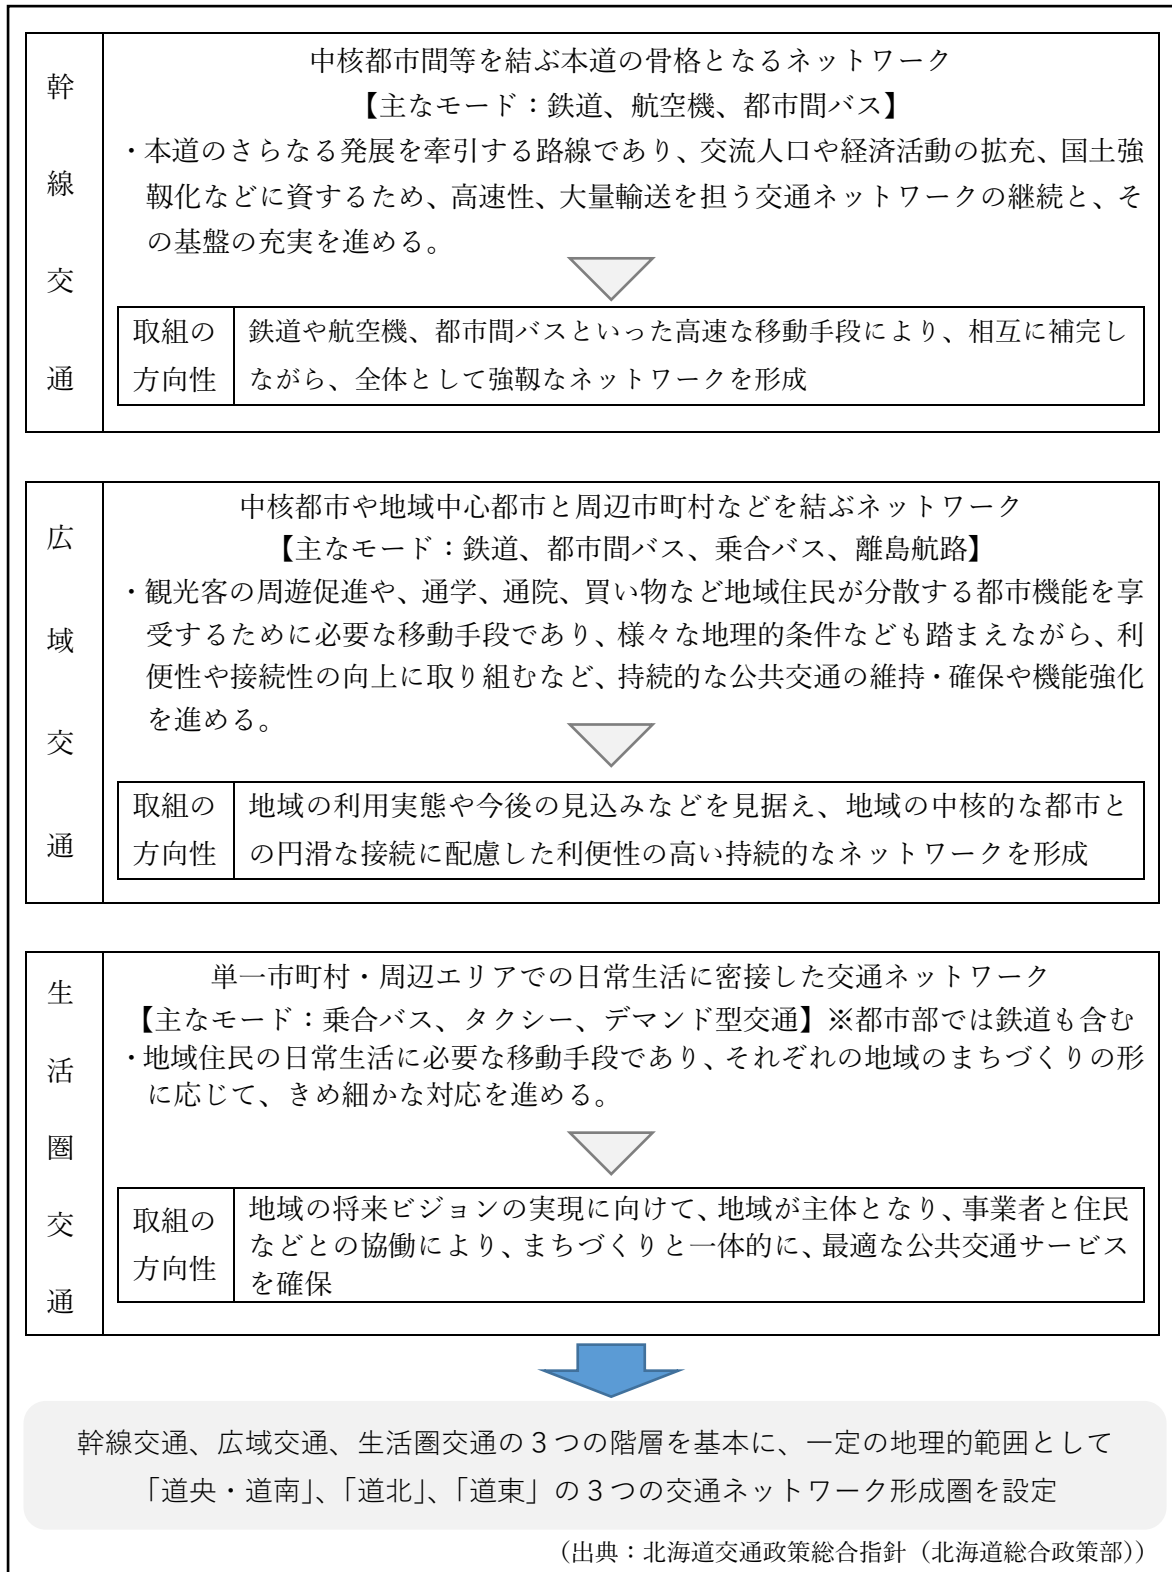 幹線交通
中核都市間等を結ぶ本道の骨格となるネットワーク
【主なモード：鉄道、航空機、都市間バス】
・本道のさらなる発展を牽引する路線であり、交流人口や経済活動の拡充、国土強
靱化などに資するため、高速性、大量輸送を担う交通ネットワークの継続と、そ
の基盤の充実を進める。
取組の
方向性
鉄道や航空機、都市間バスといった高速な移動手段により、相互に補完し
ながら、全体として強靱なネットワークを形成
広域交通
中核都市や地域中心都市と周辺市町村などを結ぶネットワーク
【主なモード：鉄道、都市間バス、乗合バス、離島航路】
・観光客の周遊促進や、通学、通院、買い物など地域住民が分散する都市機能を享
受するために必要な移動手段であり、様々な地理的条件なども踏まえながら、利
便性や接続性の向上に取り組むなど、持続的な公共交通の維持・確保や機能強化
を進める。
取組の
方向性
地域の利用実態や今後の見込みなどを見据え、地域の中核的な都市と
の円滑な接続に配慮した利便性の高い持続的なネットワークを形成
生活圏交通
単一市町村・周辺エリアでの日常生活に密接した交通ネットワーク
【主なモード：乗合バス、タクシー、デマンド型交通】※都市部では鉄道も含む
・地域住民の日常生活に必要な移動手段であり、それぞれの地域のまちづくりの形
に応じて、きめ細かな対応を進める。
取組の
方向性
地域の将来ビジョンの実現に向けて、地域が主体となり、事業者と住民
などとの協働により、まちづくりと一体的に、最適な公共交通サービス
を確保
幹線交通、広域交通、生活圏交通の３つの階層を基本に、一定の地理的範囲として
「道央・道南」、「道北」、「道東」の３つの交通ネットワーク形成圏を設定
（出典：北海道交通政策総合指針（北海道総合政策部））